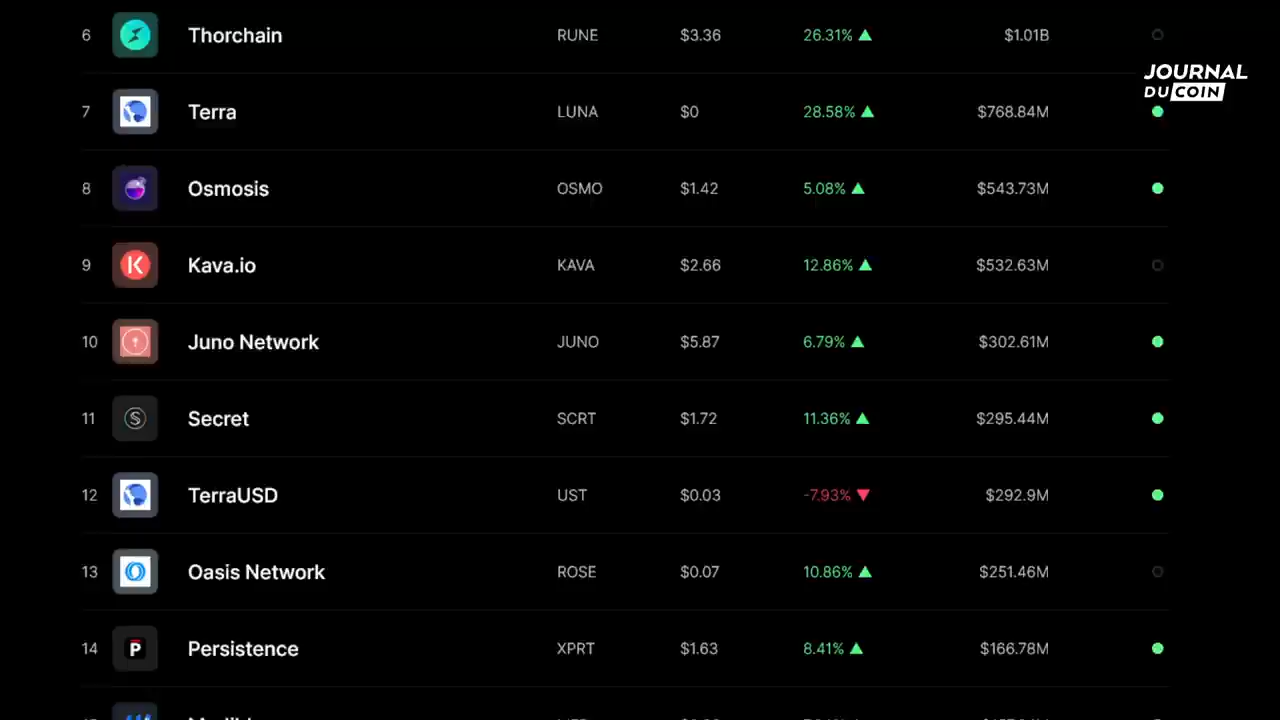 6 Thorchain RUNE $3.36 26.31% $1.01B
JOURNAL
DU COIN
7 Terra LUNA $0 28.58% $768.84M
8 Osmosis OSMO $1.42 5.08% $543.73M
9 Kava.io KAVA $2.66 12.86% $532.63M
10 Juno Network JUNO $5.87 6.79% $302.61M
11 Secret SCRT $1.72 11.36% $295.44M
12 TerraUSD UST $0.03 -7.93% $292.9M
13 Oasis Network ROSE $0.07 10.86% $251.46M
14 Persistence XPRT $1.63 8.41% $166.78M